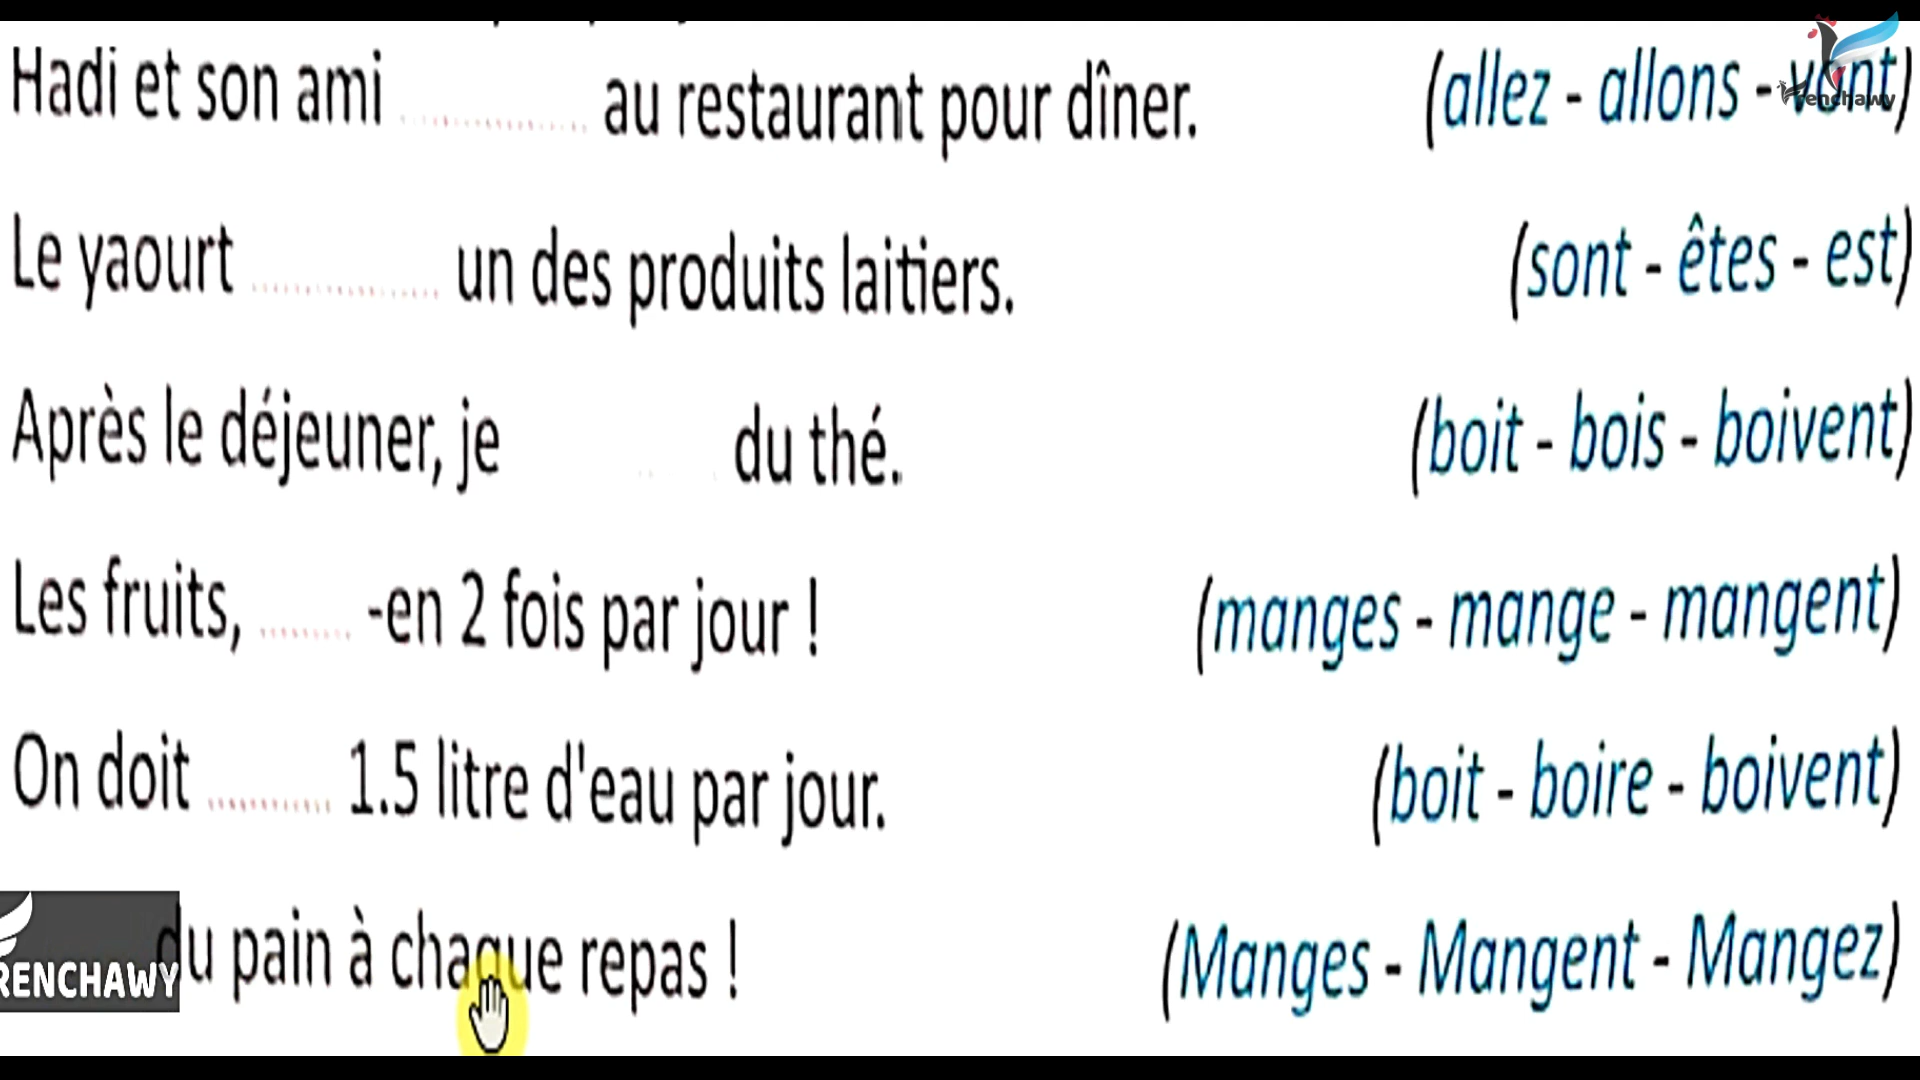 Hadi et son ami ............... au restaurant pour dîner. (allez - allons - vont)
Le yaourt ................ un des produits laitiers. (sont - êtes - est)
Après le déjeuner, je du thé. (boit - bois - boivent)
Les fruits, ........ -en 2 fois par jour ! (manges - mange - mangent)
On doit ........... 1.5 litre d'eau par jour. (boit - boire - boivent)
du pain à chaque repas ! (Manges - Mangent - Mangez)
Frenchawy
RENCHAWY